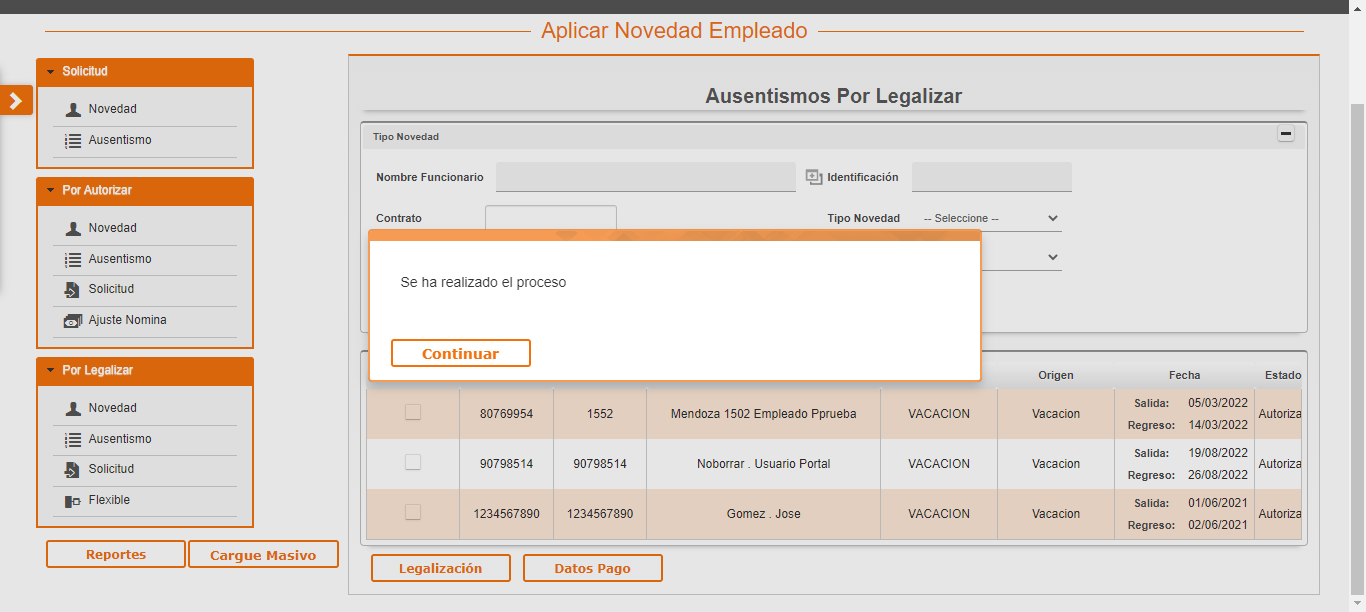 Aplicar Novedad Empleado
Solicitud
Novedad
Ausentismo
Por Autorizar
Novedad
Ausentismo
Solicitud
Ajuste Nomina
Por Legalizar
Novedad
Ausentismo
Solicitud
Flexible
Reportes Cargue Masivo
Ausentismos Por Legalizar
Tipo Novedad
Nombre Funcionario Identificación
Contrato Tipo Novedad -- Seleccione --
Se ha realizado el proceso
Continuar
Origen Fecha Estado
80769954 1552 Mendoza 1502 Empleado Pprueba VACACION Vacacion Salida: 05/03/2022 Autoriza
Regreso: 14/03/2022
90798514 90798514 Noborrar . Usuario Portal VACACION Vacacion Salida: 19/08/2022 Autoriza
Regreso: 26/08/2022
1234567890 1234567890 Gomez . Jose VACACION Vacacion Salida: 01/06/2021 Autoriza
Regreso: 02/06/2021
Legalización Datos Pago